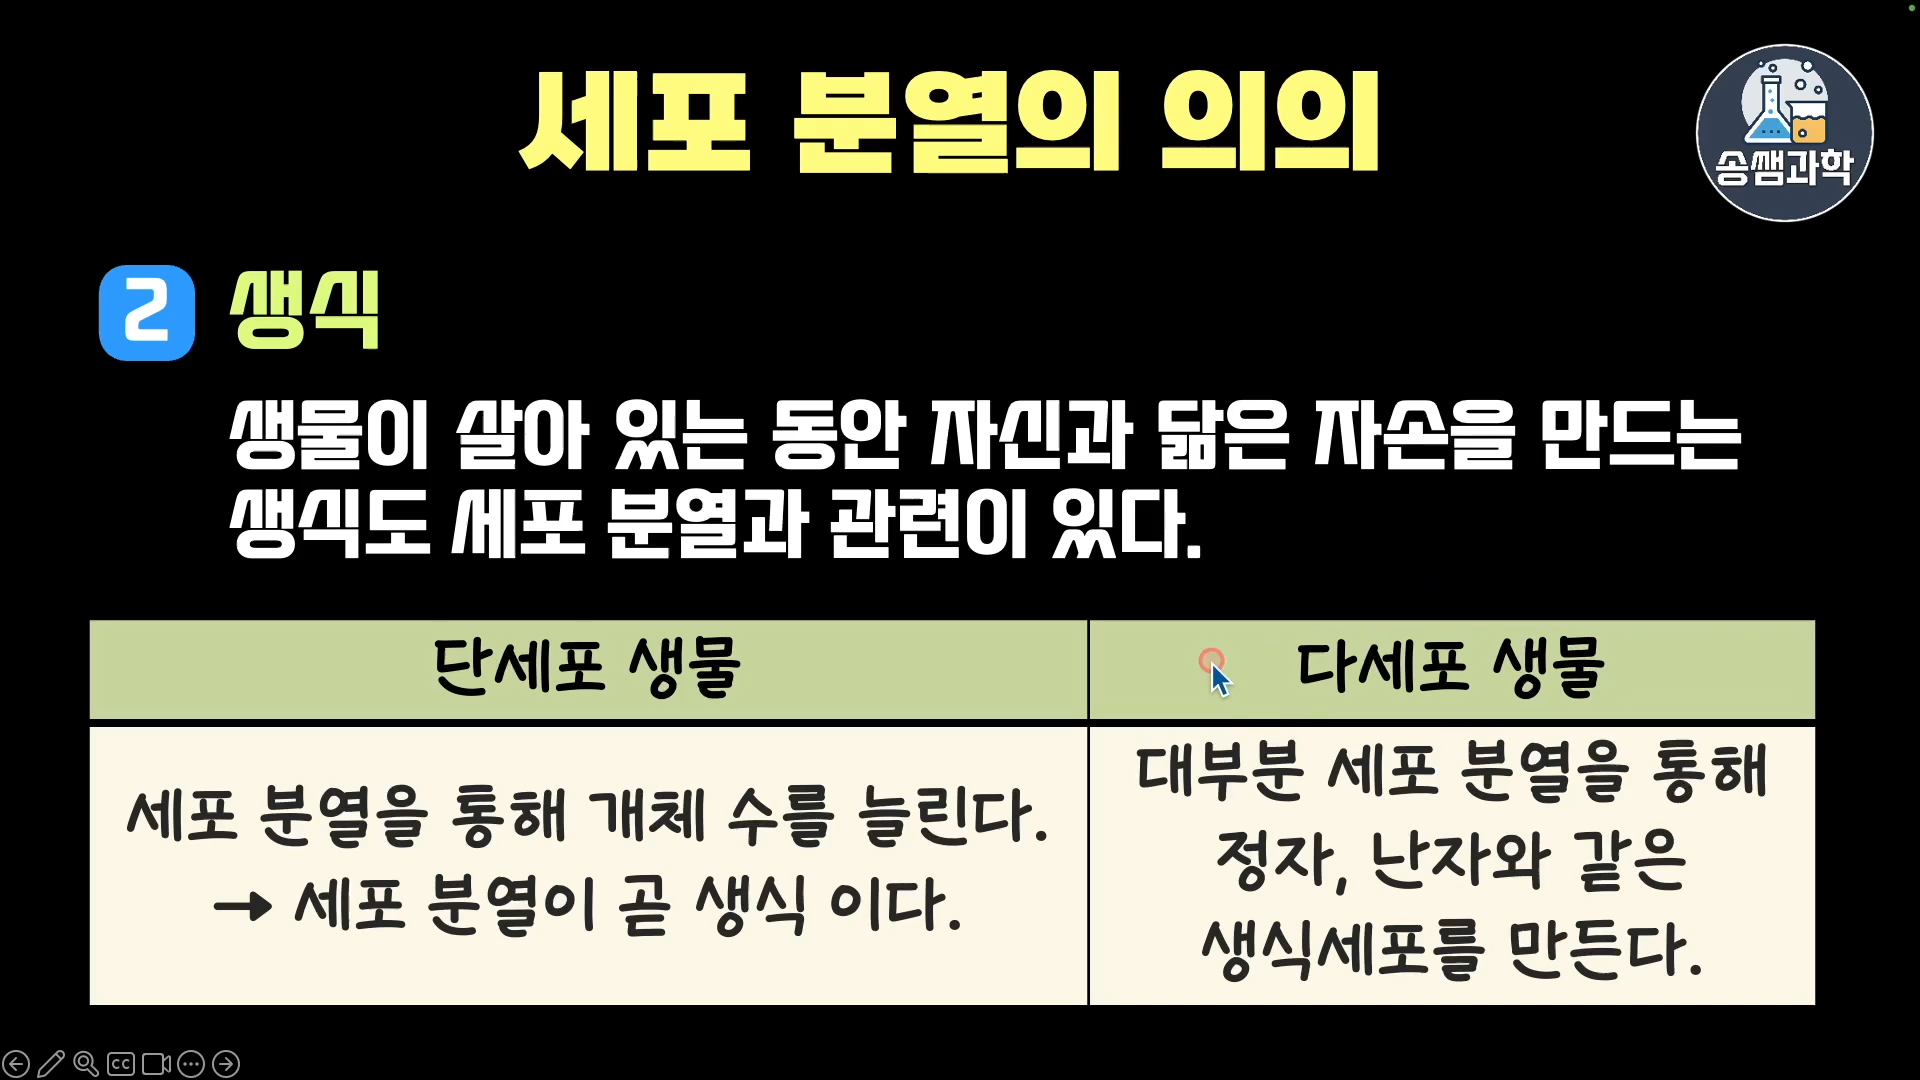 세포 분열의 의의
송쌤과학
2 생식
생물이 살아 있는 동안 자신과 닮은 자손을 만드는
생식도 세포 분열과 관련이 있다.
단세포 생물
다세포 생물
세포 분열을 통해 개체 수를 늘린다.
→ 세포 분열이 곧 생식 이다.
대부분 세포 분열을 통해
정자, 난자와 같은
생식세포를 만든다.
CC